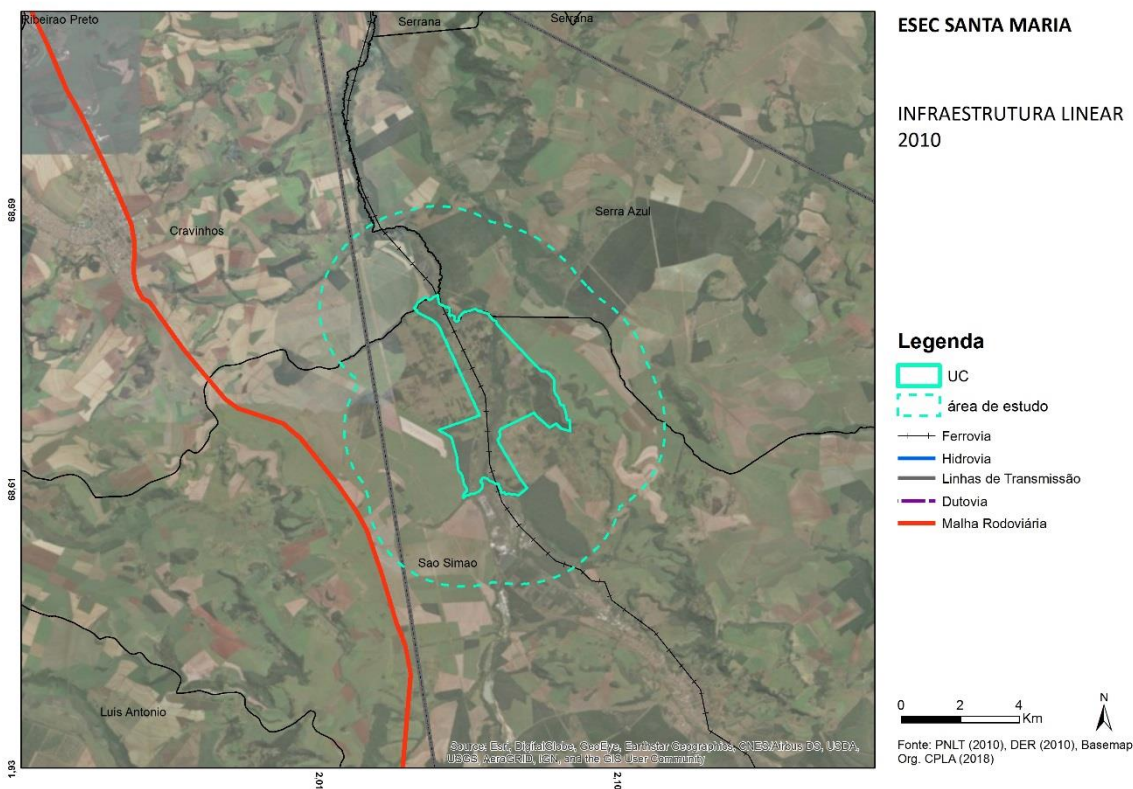 Ribeirao Preto
Serrana
Serrana
68,69
Cravinhos
Serra Azul
68,61
Sao Simao
Luis Antonio
1,93
2,01
2,10
Source: Esri, DigitalGlobe, GeoEye, Earthstar Geographics, CNES/Airbus DS, USDA,
USGS, AeroGRID, IGN, and the GIS User Community
ESEC SANTA MARIA
INFRAESTRUTURA LINEAR
2010
Legenda
UC
área de estudo
Ferrovia
Hidrovia
Linhas de Transmissão
Dutovia
Malha Rodoviária
0 2 4
Km
N
Fonte: PNLT (2010), DER (2010), Basemap
Org. CPLA (2018)